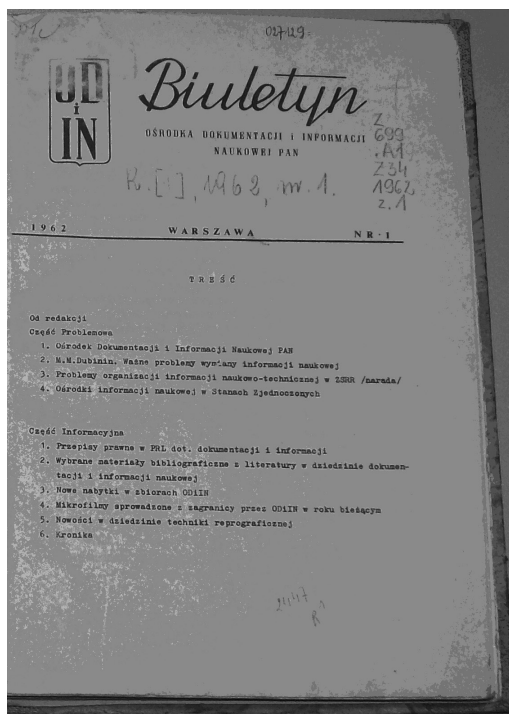 027129
OD
i
IN
Biuletyn
OŚRODKA DOKUMENTACJI i INFORMACJI
NAUKOWEJ PAN
Z
699
.A1
Z34
1962
z.1
R.[1], 1962, nr. 1.
1962 WARSZAWA NR·1
TREŚĆ
Od redakcji
Część Problemowa
1. Ośrodek Dokumentacji i Informacji Naukowej PAN
2. M.M.Dubinin. Ważne problemy wymiany informacji naukowej
3. Problemy organizacji informacji naukowo-technicznej w ZSRR /narada/
4. Ośrodki informacji naukowej w Stanach Zjednoczonych
Część Informacyjna
1. Przepisy prawne w PRL dot. dokumentacji i informacji
2. Wybrane materiały bibliograficzne z literatury w dziedzinie dokumen-
tacji i informacji naukowej
3. Nowe nabytki w zbiorach ODiIN
4. Mikrofilmy sprowadzone z zagranicy przez ODiIN w roku bieżącym
5. Nowości w dziedzinie techniki reprograficznej
6. Kronika